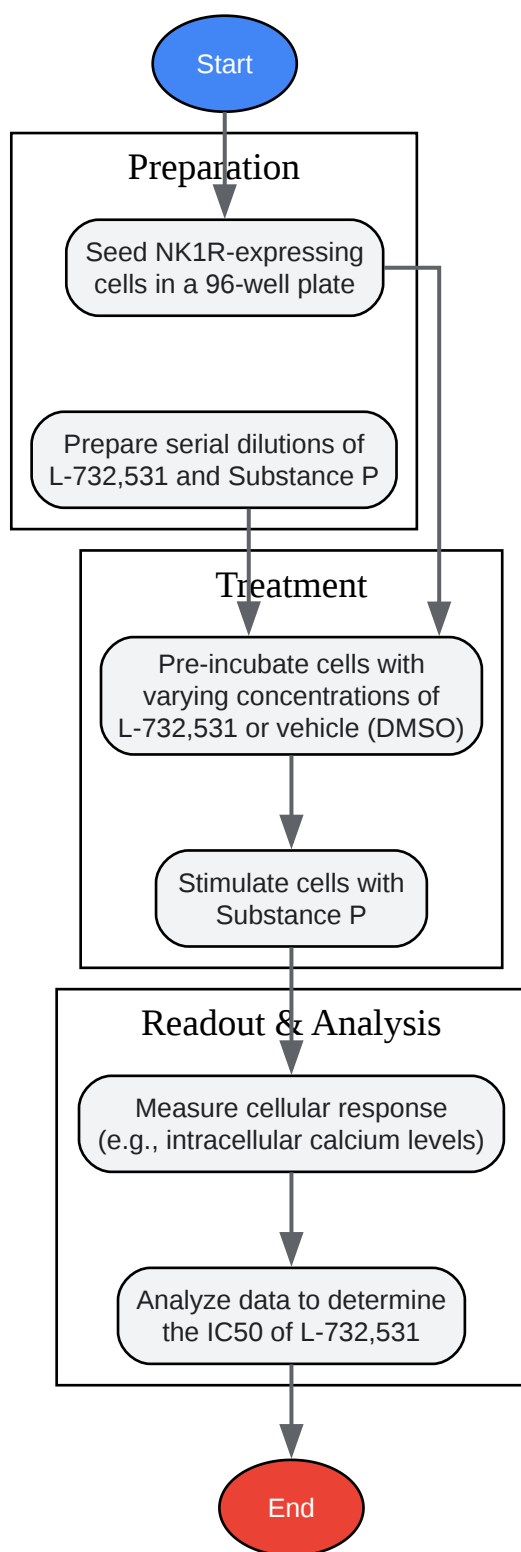 Start
Preparation
Seed NK1R-expressing
cells in a 96-well plate
Prepare serial dilutions of
L-732,531 and Substance P
Treatment
Pre-incubate cells with
varying concentrations of
L-732,531 or vehicle (DMSO)
Stimulate cells with
Substance P
Readout & Analysis
Measure cellular response
(e.g., intracellular calcium levels)
Analyze data to determine
the IC50 of L-732,531
End